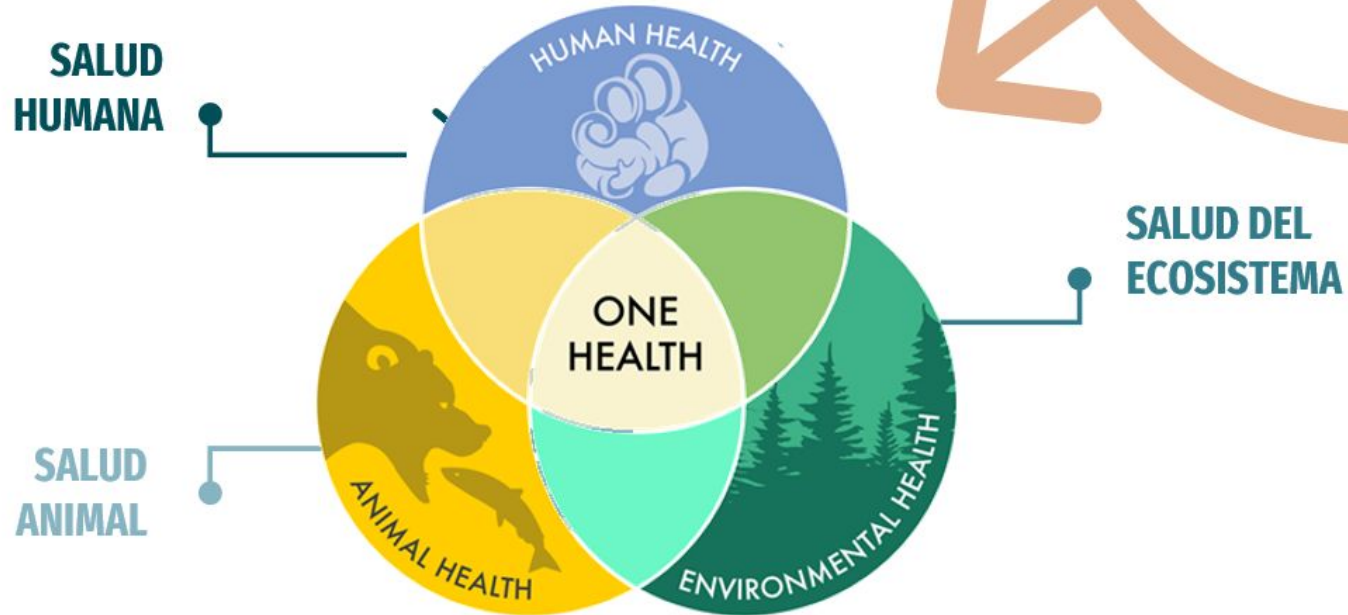 SALUD
HUMANA
HUMAN HEALTH
SALUD DEL
ECOSISTEMA
ONE
HEALTH
SALUD
ANIMAL
ANIMAL HEALTH
ENVIRONMENTAL HEALTH